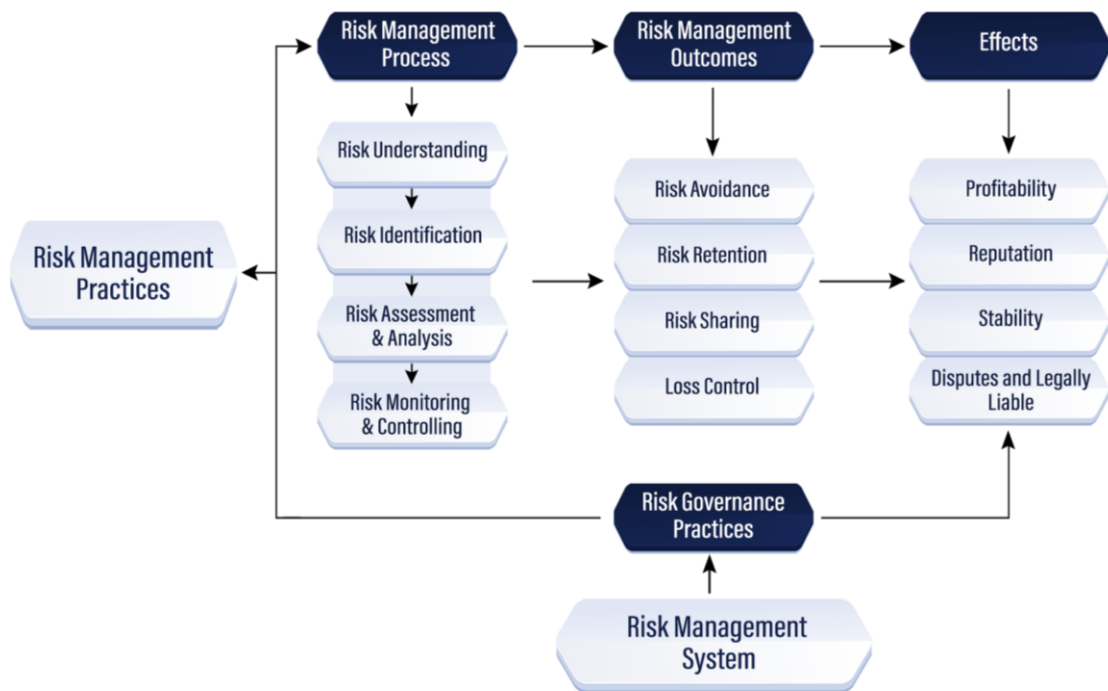 Risk Management
Process
Risk Management
Outcomes
Effects
Risk Understanding
Risk Identification
Risk Assessment
& Analysis
Risk Monitoring
& Controlling
Risk Avoidance
Risk Retention
Risk Sharing
Loss Control
Profitability
Reputation
Stability
Disputes and Legally
Liable
Risk Management
Practices
Risk Governance
Practices
Risk Management
System